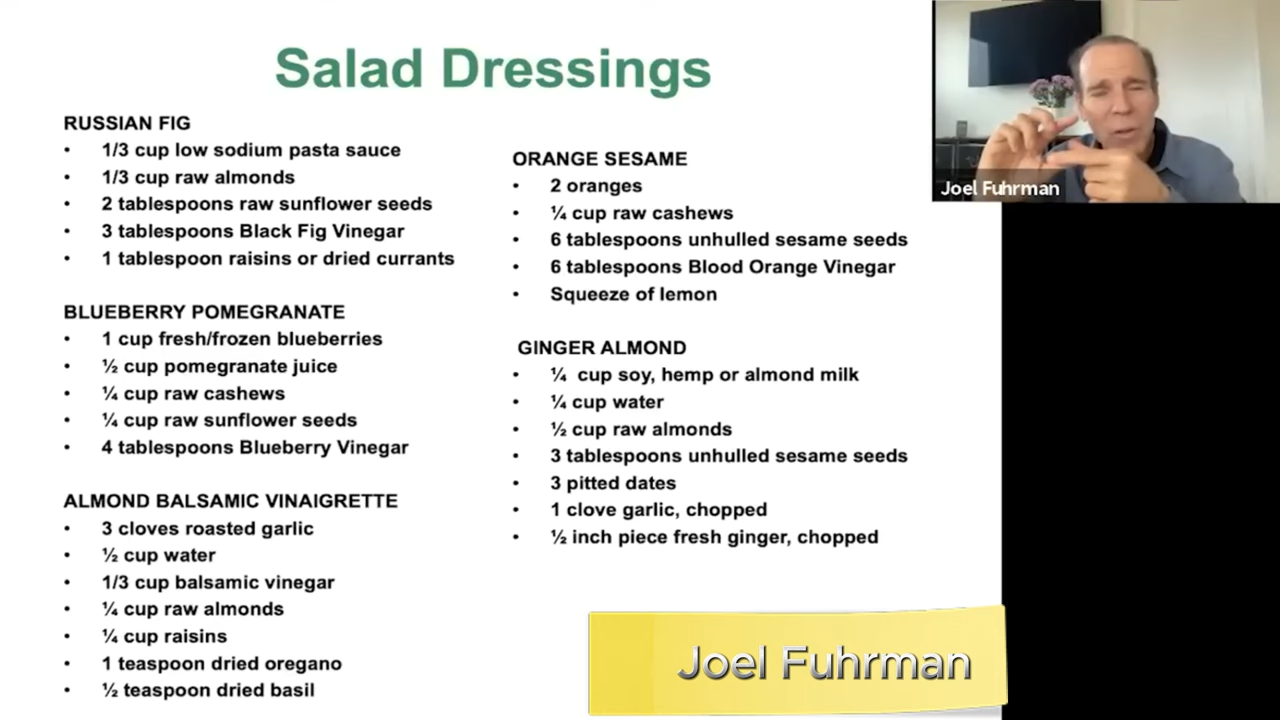 Salad Dressings
RUSSIAN FIG
• 1/3 cup low sodium pasta sauce
• 1/3 cup raw almonds
• 2 tablespoons raw sunflower seeds
• 3 tablespoons Black Fig Vinegar
• 1 tablespoon raisins or dried currants
BLUEBERRY POMEGRANATE
• 1 cup fresh/frozen blueberries
• ½ cup pomegranate juice
• ¼ cup raw cashews
• ¼ cup raw sunflower seeds
• 4 tablespoons Blueberry Vinegar
ALMOND BALSAMIC VINAIGRETTE
• 3 cloves roasted garlic
• ½ cup water
• 1/3 cup balsamic vinegar
• ¼ cup raw almonds
• ¼ cup raisins
• 1 teaspoon dried oregano
• ½ teaspoon dried basil
ORANGE SESAME
• 2 oranges
• ¼ cup raw cashews
• 6 tablespoons unhulled sesame seeds
• 6 tablespoons Blood Orange Vinegar
• Squeeze of lemon
GINGER ALMOND
• ¼ cup soy, hemp or almond milk
• ¼ cup water
• ½ cup raw almonds
• 3 tablespoons unhulled sesame seeds
• 3 pitted dates
• 1 clove garlic, chopped
• ½ inch piece fresh ginger, chopped
Joel Fuhrman
Joel Fuhrman